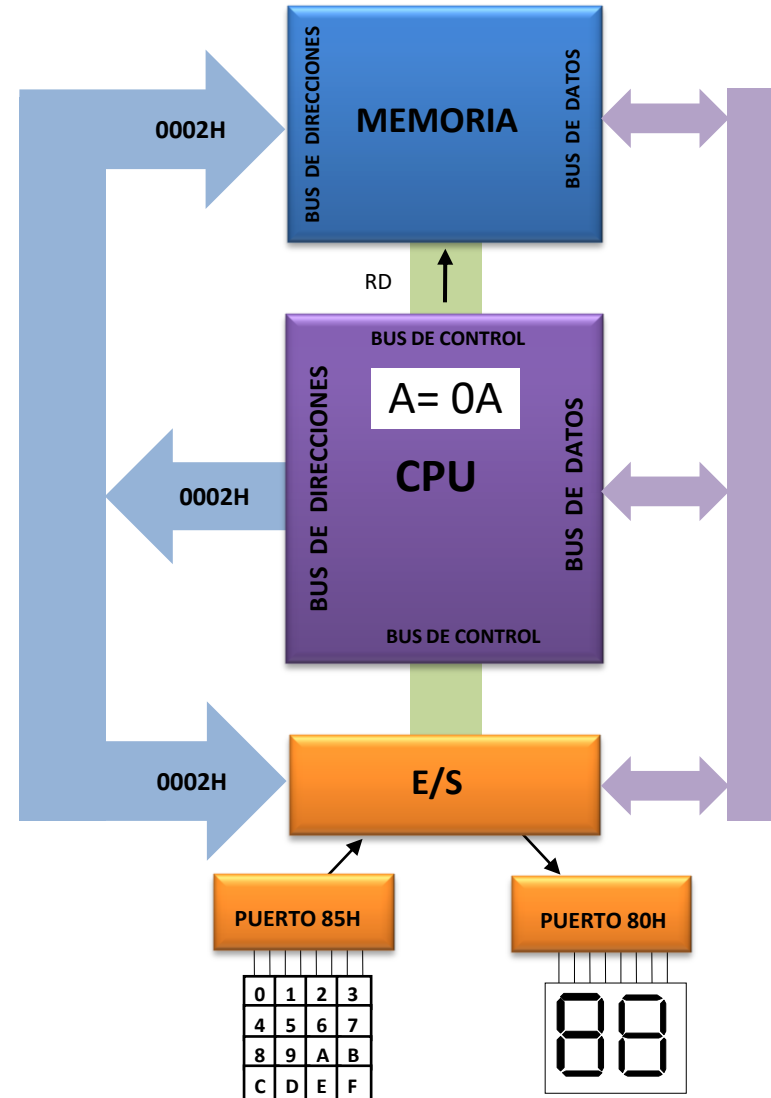 0002H
BUS DE DIRECCIONES
MEMORIA
BUS DE DATOS
RD
BUS DE CONTROL
A= 0A
0002H
BUS DE DIRECCIONES
CPU
BUS DE DATOS
BUS DE CONTROL
0002H
E/S
PUERTO 85H
PUERTO 80H
0 1 2 3
4 5 6 7
8 9 A B
C D E F
88